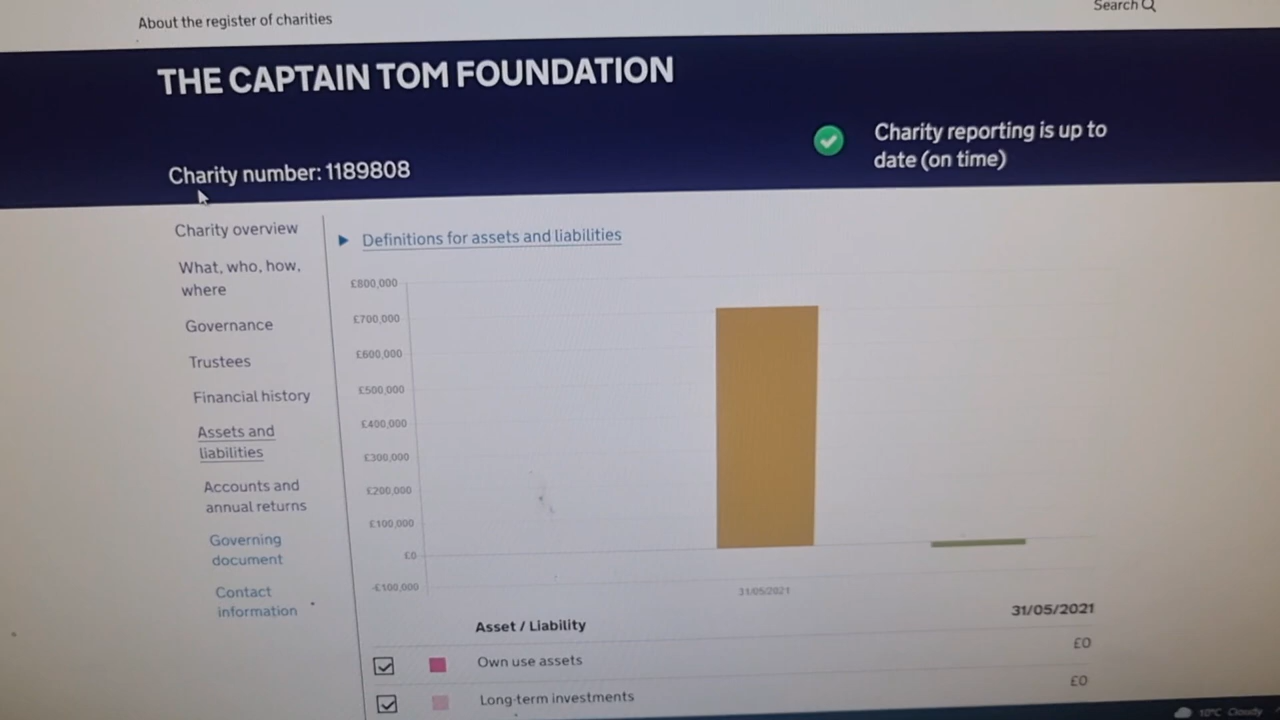 About the register of charities
Search
THE CAPTAIN TOM FOUNDATION
Charity reporting is up to
date (on time)
Charity number: 1189808
Charity overview
What, who, how,
where
Governance
Trustees
Financial history
Assets and
liabilities
Accounts and
annual returns
Governing
document
Contact
information
Definitions for assets and liabilities
£800,000
£700,000
£600,000
£500,000
£400,000
£300,000
£200,000
£100,000
£0
-£100,000
31/05/2021
Asset / Liability
31/05/2021
Own use assets
£0
Long-term investments
£0
10°C Cloudy